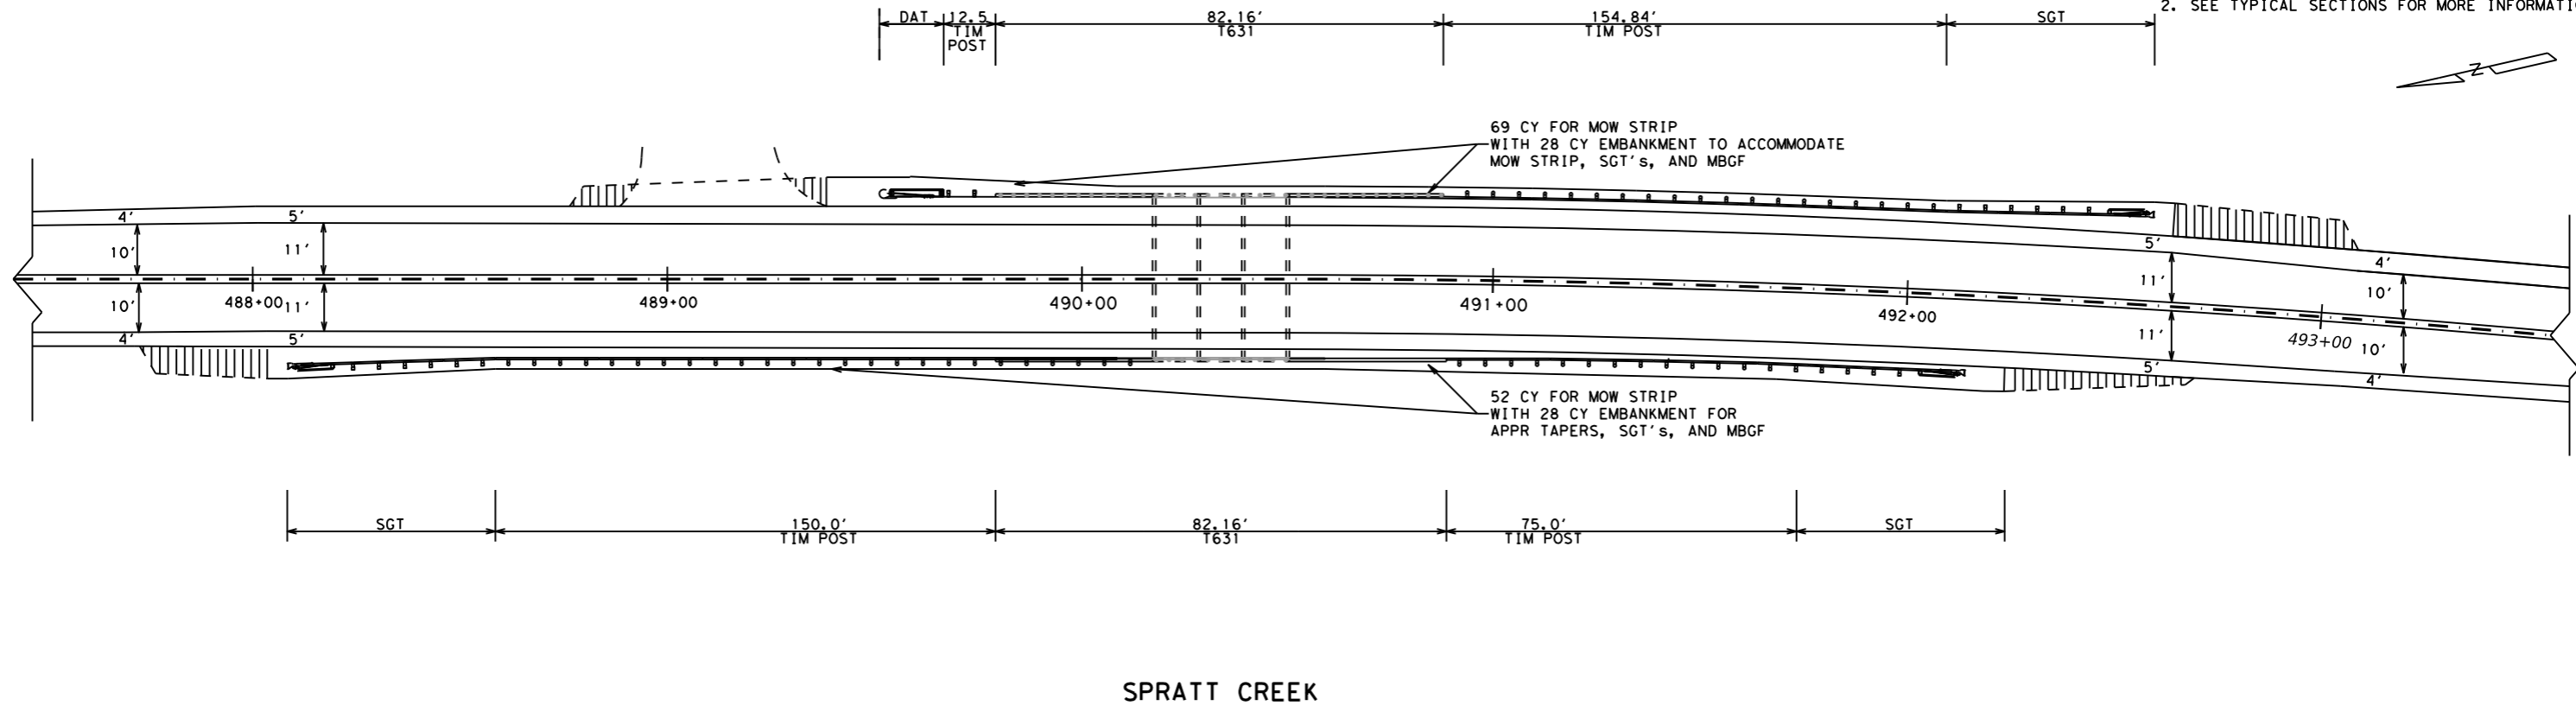 2. SEE TYPICAL SECTIONS FOR MORE
DAT
12.5
TIM
POST
82.16'
T631
154.84'
TIM POST
SGT
Z
69 CY FOR MOW STRIP
WITH 28 CY EMBANKMENT TO ACCOMMODATE
MOW STRIP, SGT's, AND MBGF
4'
5'
10'
11'
10'
488+00
11'
4'
5'
489+00
490+00
491+00
492+00
493+00
5'
4'
11'
10'
11'
10'
5'
4'
52 CY FOR MOW STRIP
WITH 28 CY EMBANKMENT FOR
APPR TAPERS, SGT's, AND MBGF
SGT
150.0'
TIM POST
82.16'
T631
75.0'
TIM POST
SGT
SPRATT CREEK